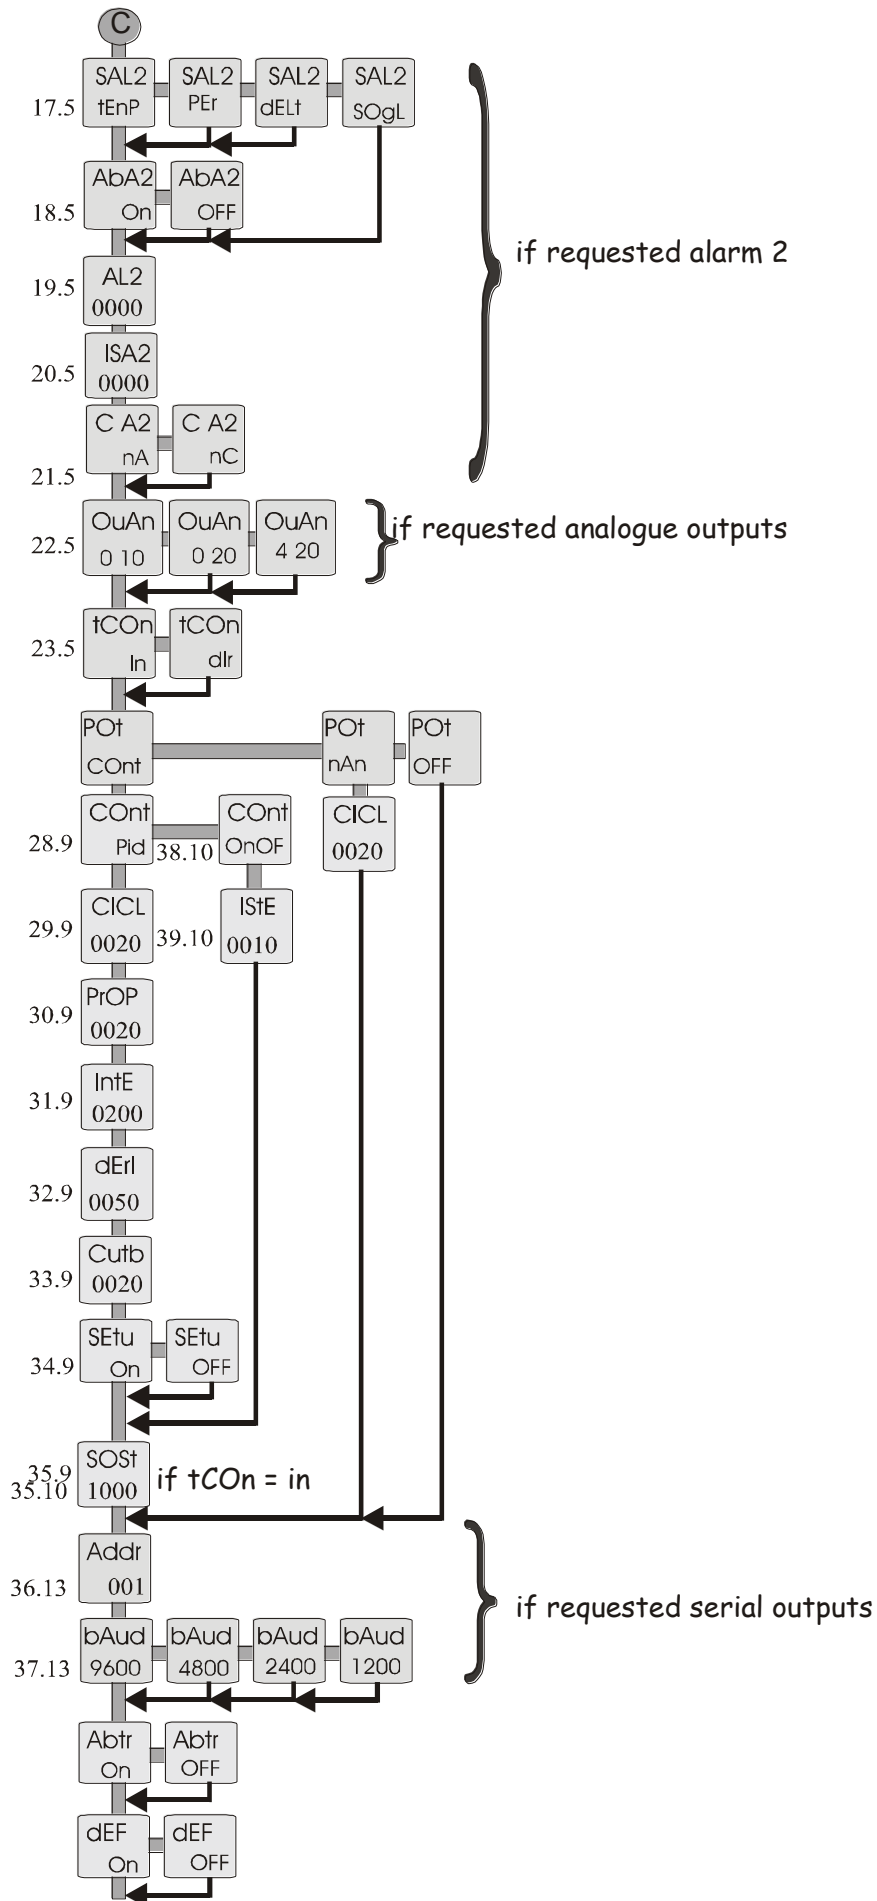 C
SAL2 SAL2 SAL2 SAL2
17.5 tEnP PEr dELt SOgL
AbA2 AbA2
18.5 On OFF
if requested alarm 2
AL2
19.5 0000
ISA2
20.5 0000
C A2 C A2
nA nC
21.5
OuAn OuAn OuAn if requested analogue outputs
22.5 0 10 0 20 4 20
tCOn tCOn
23.5 In dIr
POt POt POt
COnt nAn OFF
COnt COnt CICL
28.9 Pid 38.10 OnOF 0020
CICL IStE
29.9 0020 39.10 0010
PrOP
30.9 0020
IntE
31.9 0200
dErI
32.9 0050
Cutb
33.9 0020
SEtu SEtu
34.9 On OFF
SOSt
35.9 if tCOn = in
35.10 1000
Addr
36.13 001
if requested serial outputs
bAud bAud bAud bAud
37.13 9600 4800 2400 1200
Abtr Abtr
On OFF
dEF dEF
On OFF